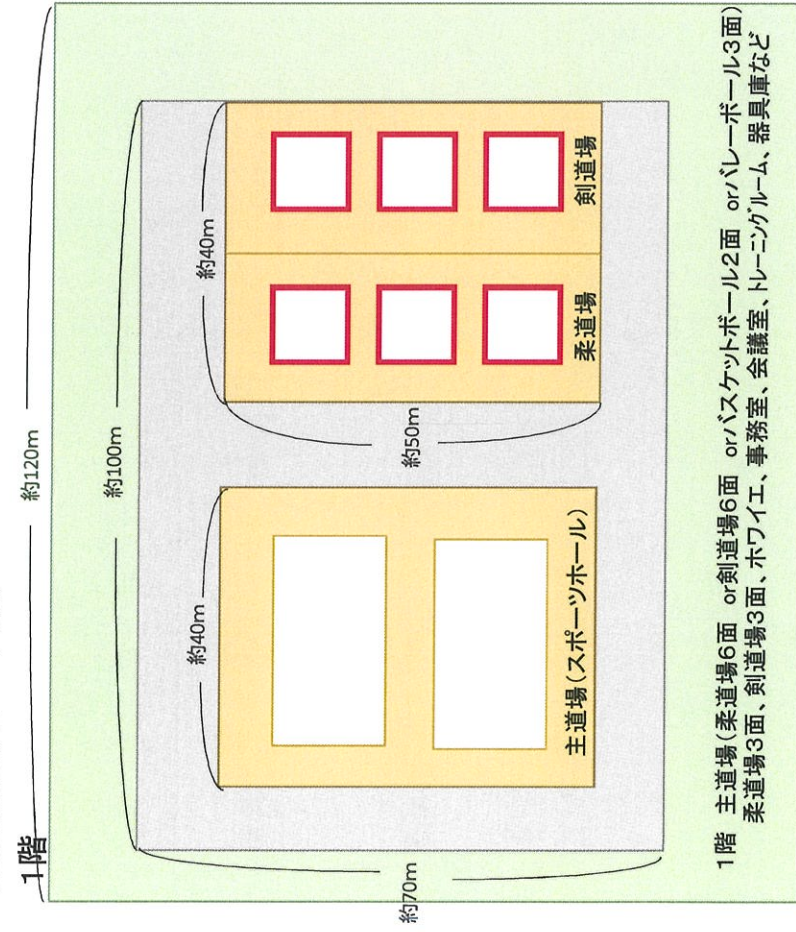 1階
約120m
約100m
約40m
約40m
約50m
約70m
主道場(スポーツホール)
柔道場
剣道場
1階 主道場(柔道場6面 or剣道場6面 orバスケットボール2面 orバレーボール3面)
柔道場3面、剣道場3面、ホワイエ、事務室、会議室、トレーニングルーム、器具庫など